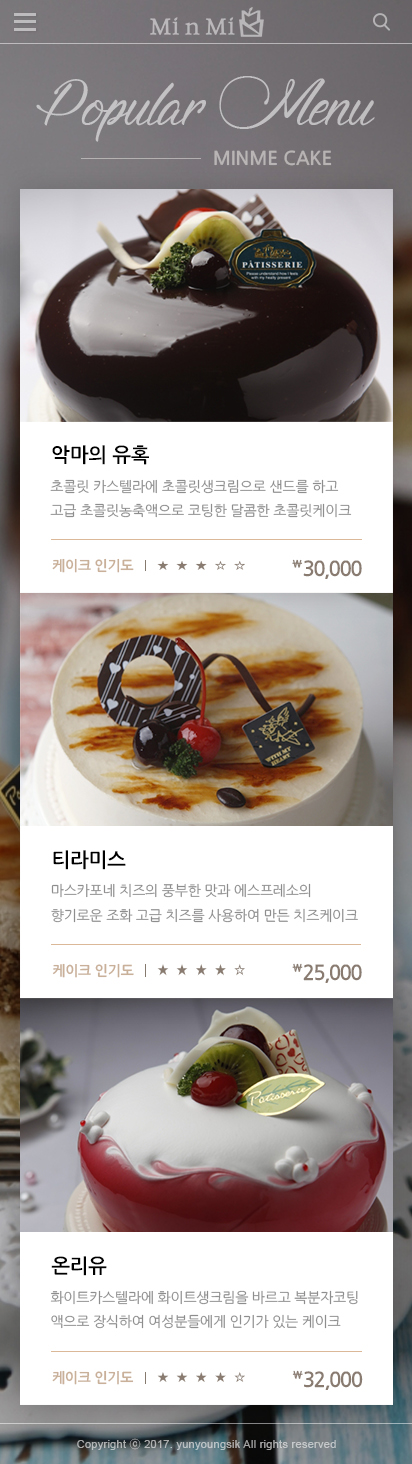 Mi n Mi
Popular Menu
MINME CAKE
PÂTISSERIE
악마의 유혹
초콜릿 카스텔라에 초콜릿생크림으로 샌드를 하고
고급 초콜릿농축액으로 코팅한 달콤한 초콜릿케이크
케이크 인기도 | ★ ★ ★ ☆ ☆ ₩30,000
WITH MY
HEART
티라미스
마스카포네 치즈의 풍부한 맛과 에스프레소의
향기로운 조화 고급 치즈를 사용하여 만든 치즈케이크
케이크 인기도 | ★ ★ ★ ★ ☆ ₩25,000
Patisserie
온리유
화이트카스텔라에 화이트생크림을 바르고 복분자코팅
액으로 장식하여 여성분들에게 인기가 있는 케이크
케이크 인기도 | ★ ★ ★ ★ ☆ ₩32,000
Copyright ⓒ 2017. yunyoungsik All rights reserved